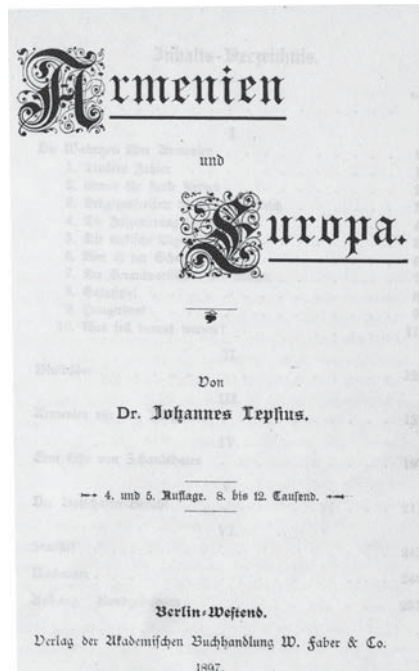 Armenien
und
Europa.
Von
Dr. Johannes Lepsius.
4. und 5. Auflage. 8. bis 12. Tausend.
Berlin-Westend.
Verlag der Akademischen Buchhandlung W. Faber & Co.
1897.